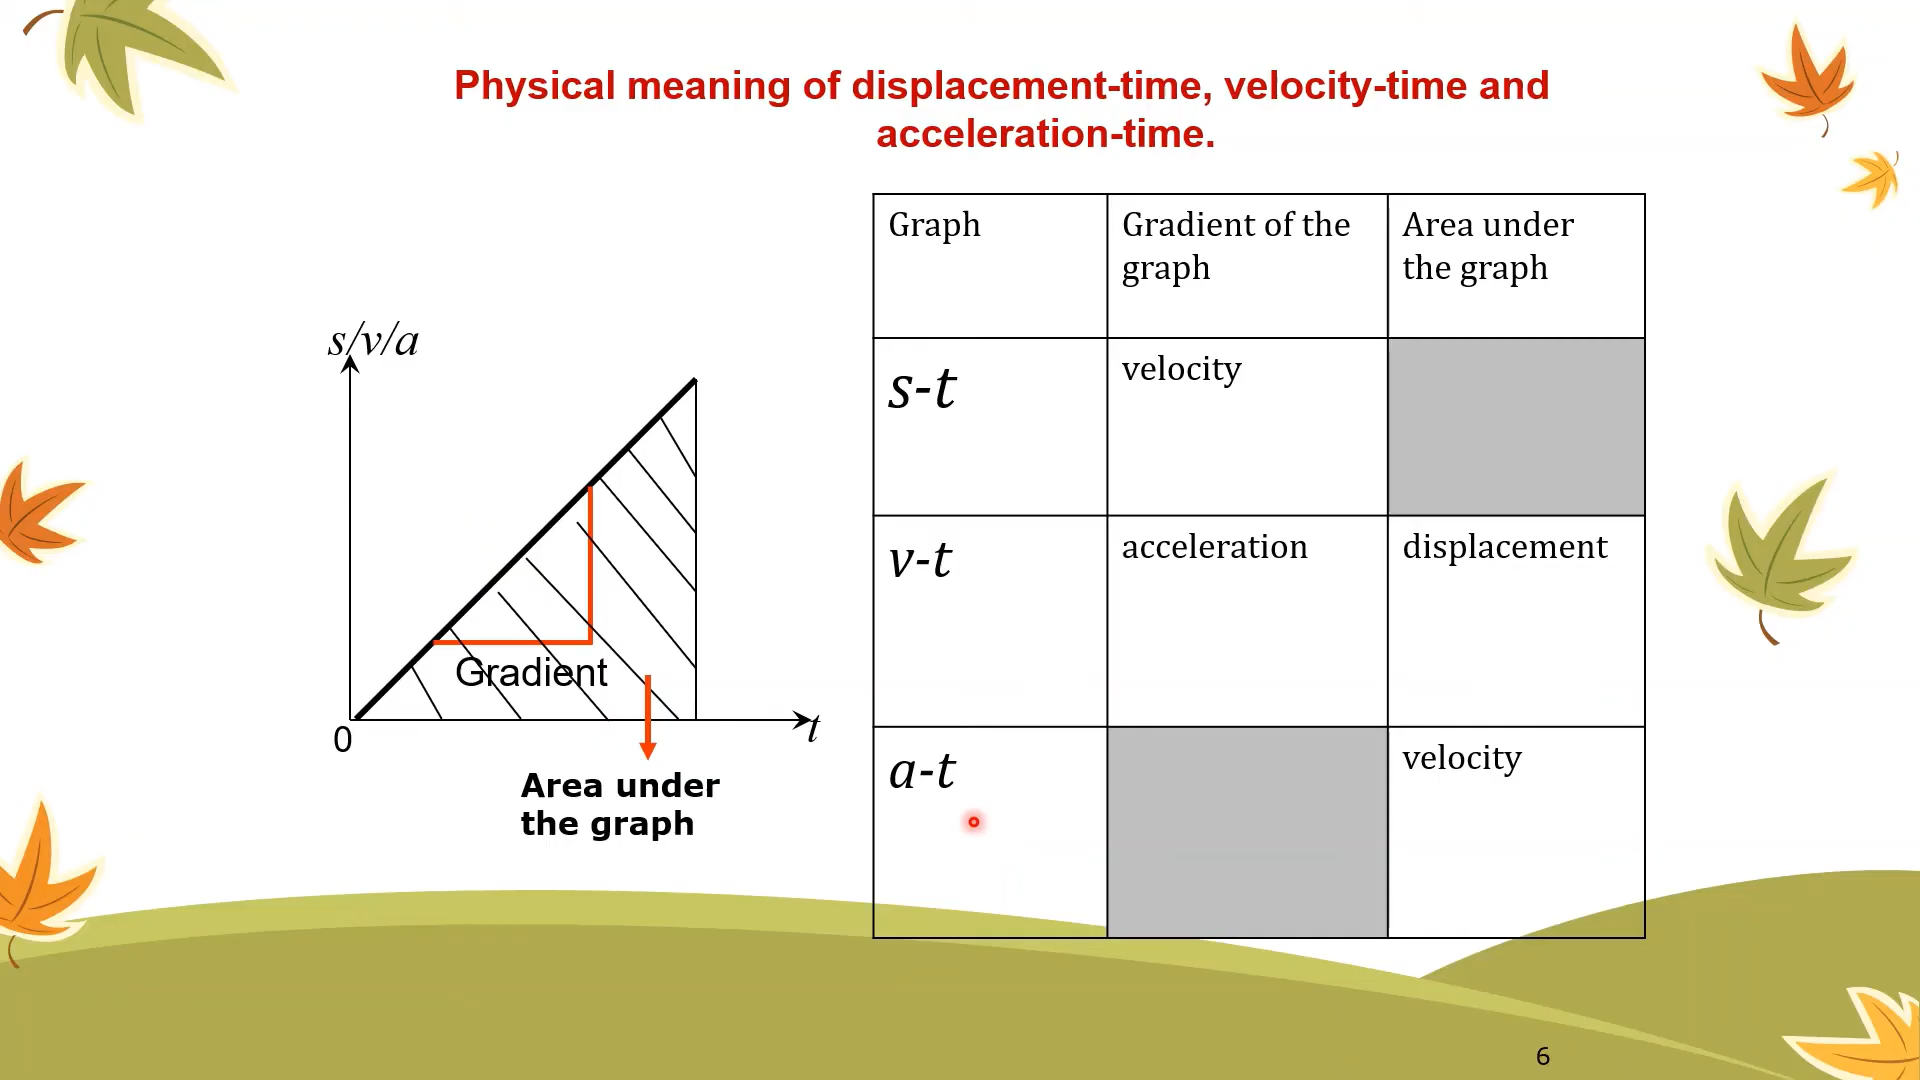 Physical meaning of displacement-time, velocity-time and
acceleration-time.
s/v/a
Gradient
0
t
Area under
the graph
Graph
Gradient of the
graph
Area under
the graph
s-t
velocity
v-t
acceleration
displacement
a-t
velocity
6